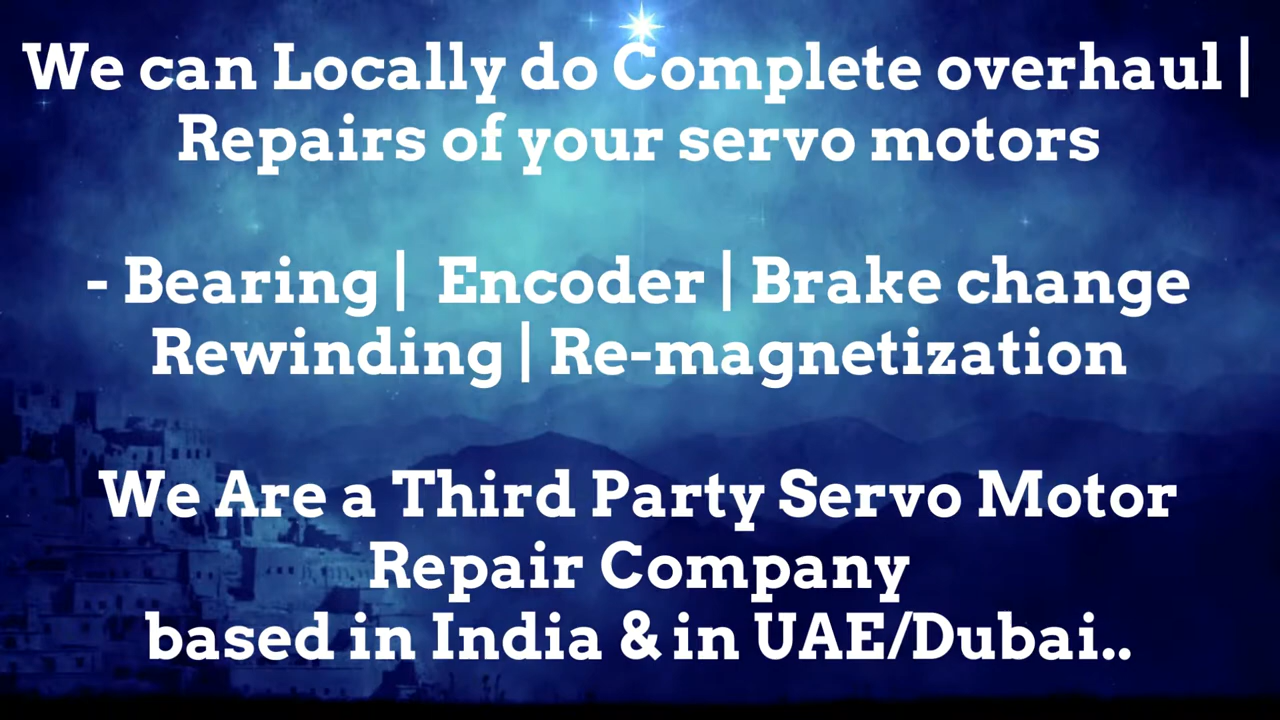 We can Locally do Complete overhaul |
Repairs of your servo motors
- Bearing |  Encoder | Brake change
Rewinding | Re-magnetization
We Are a Third Party Servo Motor
Repair Company
based in India & in UAE/Dubai..